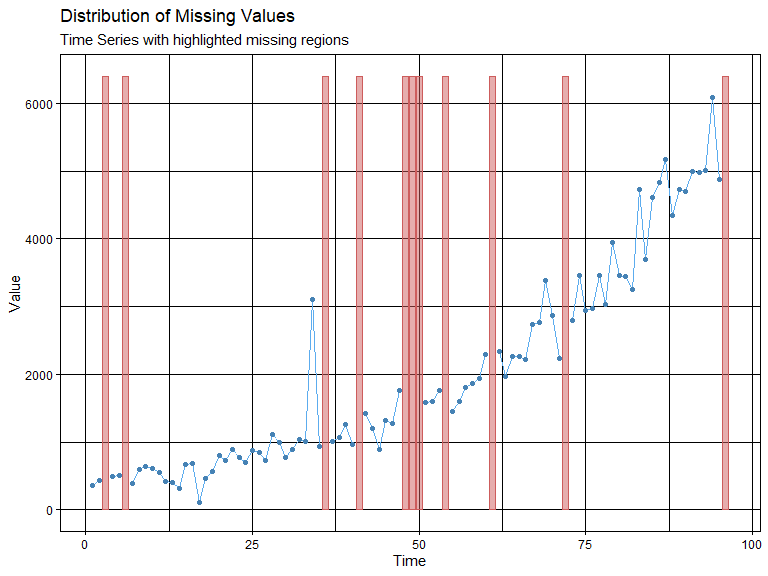 Distribution of Missing Values
Time Series with highlighted missing regions
6000
4000
2000
0
Value
0 25 50 75 100
Time